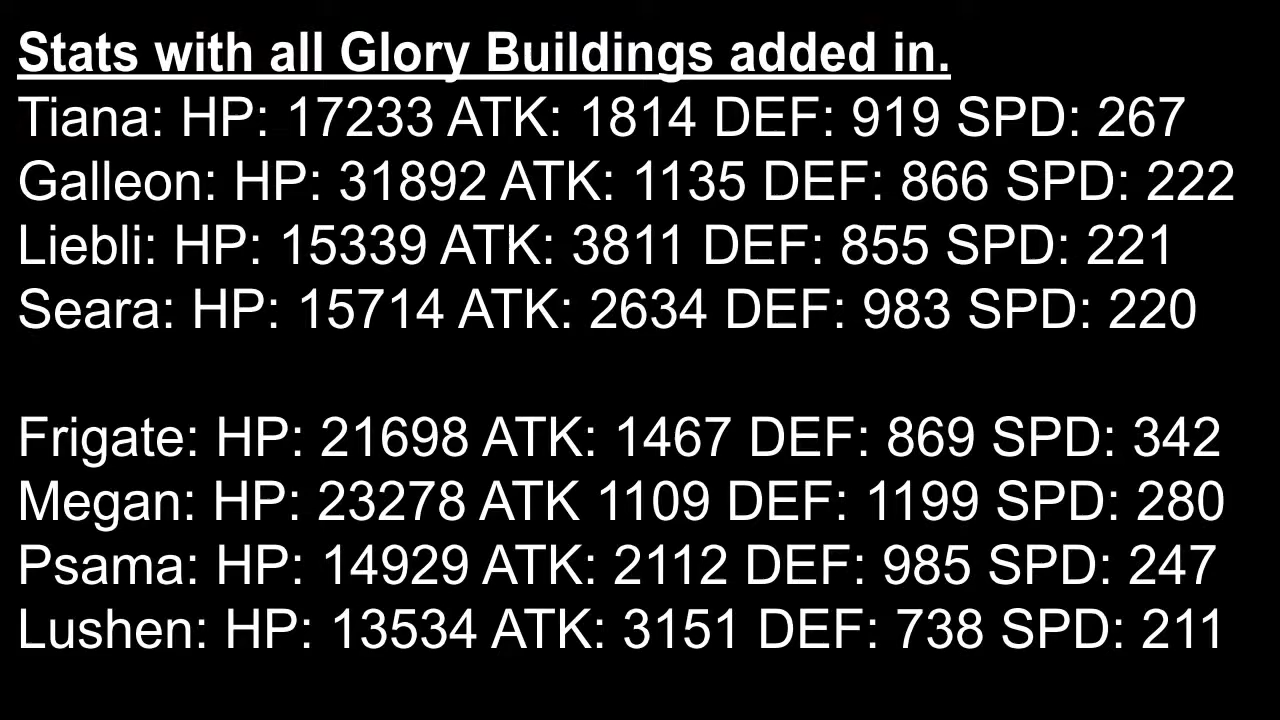 Stats with all Glory Buildings added in.
Tiana: HP: 17233 ATK: 1814 DEF: 919 SPD: 267
Galleon: HP: 31892 ATK: 1135 DEF: 866 SPD: 222
Liebli: HP: 15339 ATK: 3811 DEF: 855 SPD: 221
Seara: HP: 15714 ATK: 2634 DEF: 983 SPD: 220
Frigate: HP: 21698 ATK: 1467 DEF: 869 SPD: 342
Megan: HP: 23278 ATK 1109 DEF: 1199 SPD: 280
Psama: HP: 14929 ATK: 2112 DEF: 985 SPD: 247
Lushen: HP: 13534 ATK: 3151 DEF: 738 SPD: 211